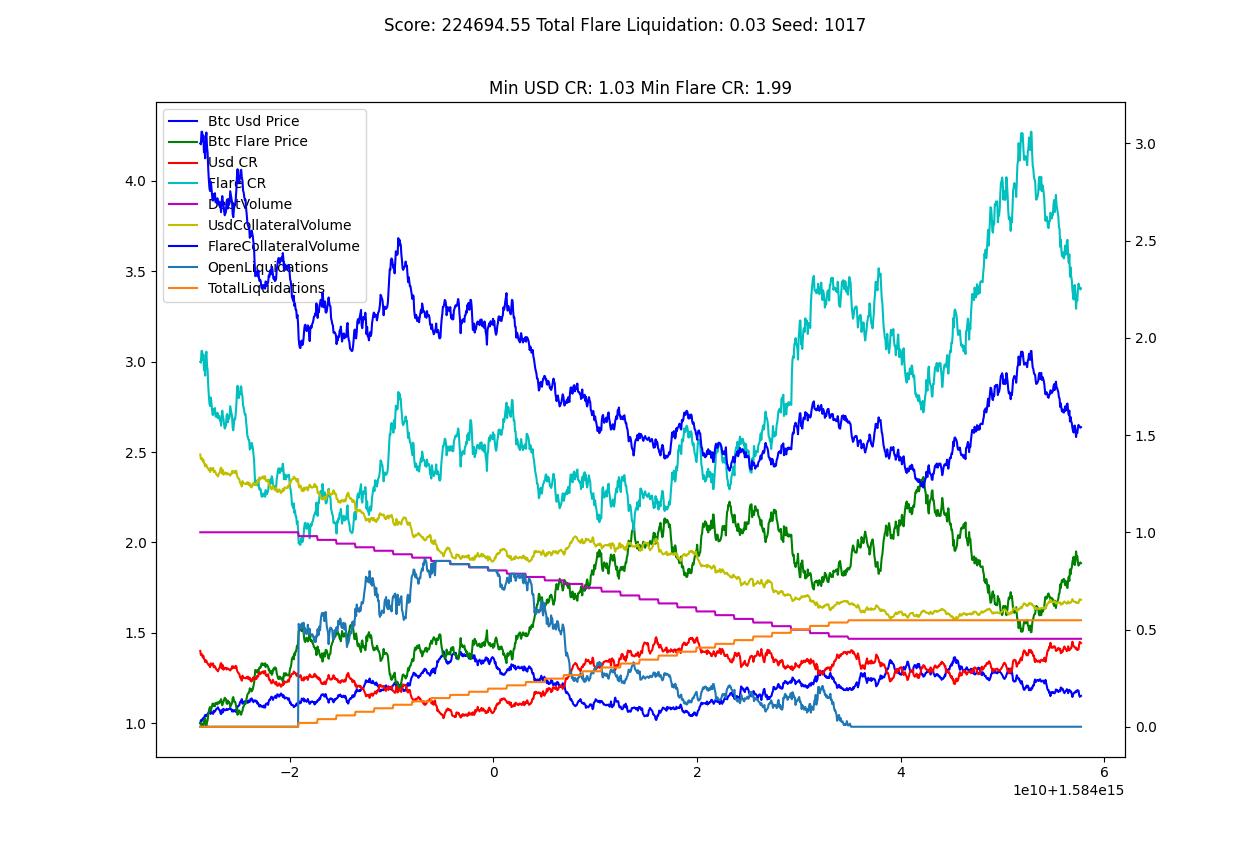 Score: 224694.55 Total Flare Liquidation: 0.03 Seed: 1017
Min USD CR: 1.03 Min Flare CR: 1.99
Btc Usd Price
Btc Flare Price
Usd CR
Flare CR
DebtVolume
UsdCollateralVolume
FlareCollateralVolume
OpenLiquidations
TotalLiquidations
4.0
3.5
3.0
2.5
2.0
1.5
1.0
3.0
2.5
2.0
1.5
1.0
0.5
0.0
−2
0
2
4
6
1e10+1.584e15